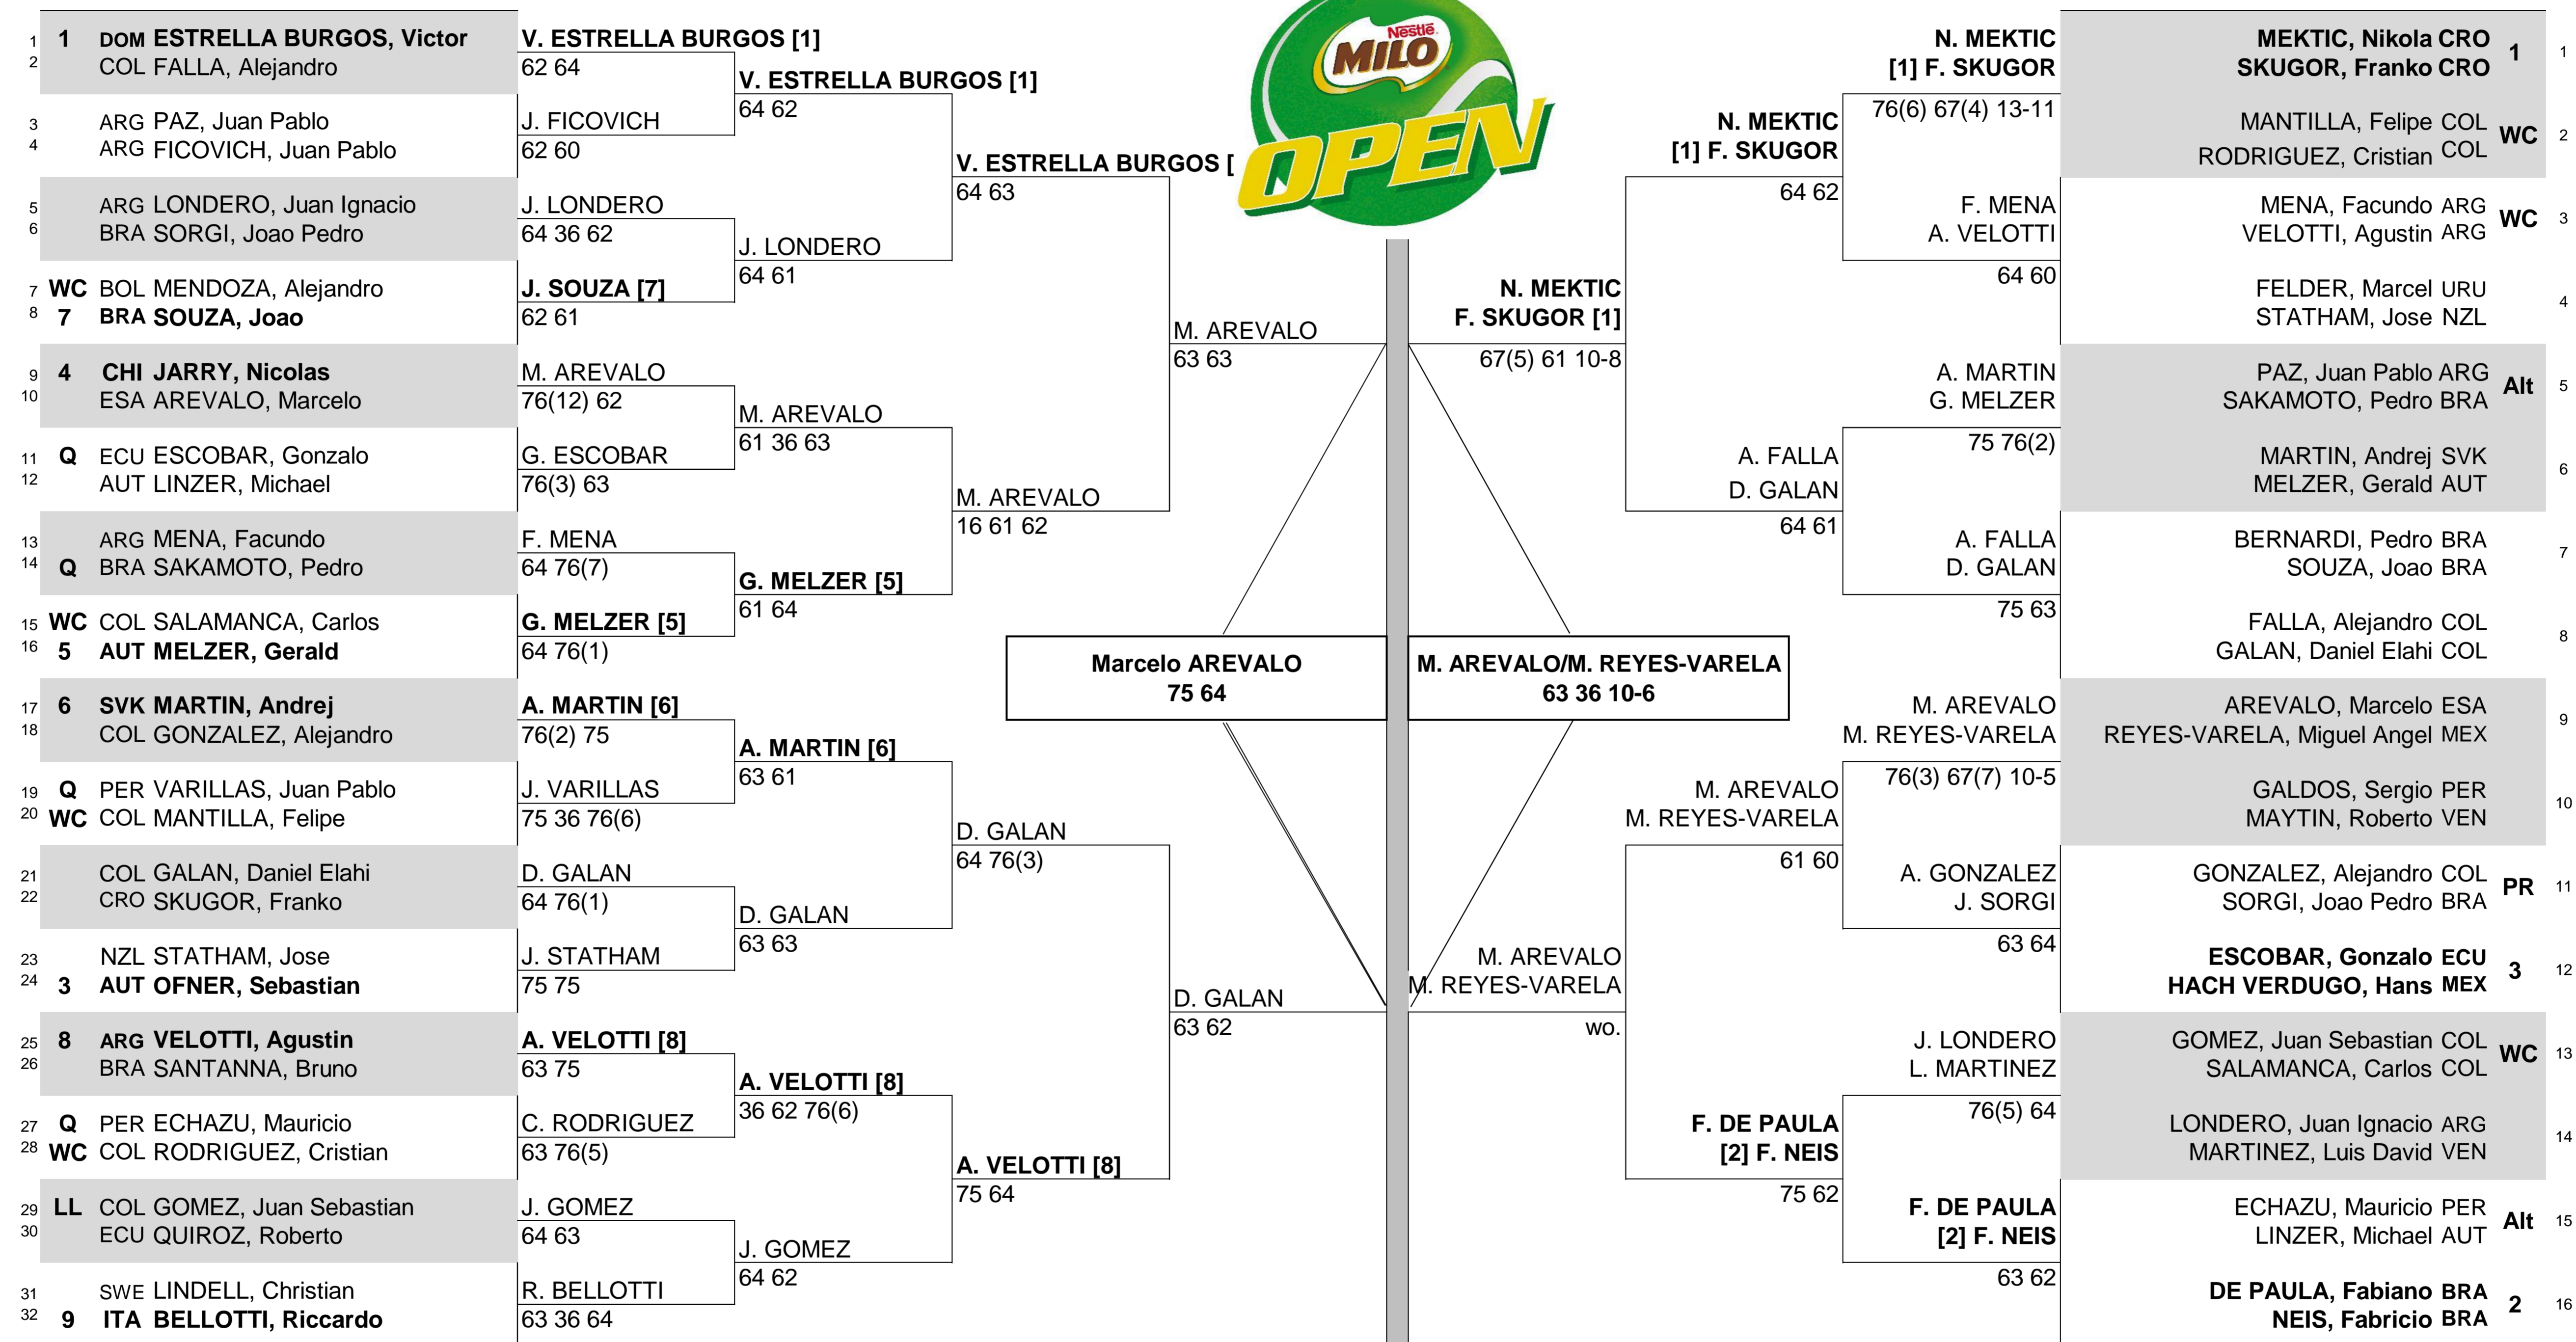 Nestlé
MILO
OPEN
1 1 DOM ESTRELLA BURGOS, Victor
2 COL FALLA, Alejandro
3 ARG PAZ, Juan Pablo
4 ARG FICOVICH, Juan Pablo
5 ARG LONDERO, Juan Ignacio
6 BRA SORGI, Joao Pedro
7 WC BOL MENDOZA, Alejandro
8 7 BRA SOUZA, Joao
9 4 CHI JARRY, Nicolas
10 ESA AREVALO, Marcelo
11 Q ECU ESCOBAR, Gonzalo
12 AUT LINZER, Michael
13 ARG MENA, Facundo
14 Q BRA SAKAMOTO, Pedro
15 WC COL SALAMANCA, Carlos
16 5 AUT MELZER, Gerald
17 6 SVK MARTIN, Andrej
18 COL GONZALEZ, Alejandro
19 Q PER VARILLAS, Juan Pablo
20 WC COL MANTILLA, Felipe
21 COL GALAN, Daniel Elahi
22 CRO SKUGOR, Franko
23 NZL STATHAM, Jose
24 3 AUT OFNER, Sebastian
25 8 ARG VELOTTI, Agustin
26 BRA SANTANNA, Bruno
27 Q PER ECHAZU, Mauricio
28 WC COL RODRIGUEZ, Cristian
29 LL COL GOMEZ, Juan Sebastian
30 ECU QUIROZ, Roberto
31 SWE LINDELL, Christian
32 9 ITA BELLOTTI, Riccardo
V. ESTRELLA BURGOS [1]
62 64
J. FICOVICH
62 60
J. LONDERO
64 36 62
J. SOUZA [7]
62 61
M. AREVALO
76(12) 62
G. ESCOBAR
76(3) 63
F. MENA
64 76(7)
G. MELZER [5]
64 76(1)
A. MARTIN [6]
76(2) 75
J. VARILLAS
75 36 76(6)
D. GALAN
64 76(1)
J. STATHAM
75 75
A. VELOTTI [8]
63 75
C. RODRIGUEZ
63 76(5)
J. GOMEZ
64 63
R. BELLOTTI
63 36 64
V. ESTRELLA BURGOS [1]
64 62
J. LONDERO
64 61
M. AREVALO
61 36 63
G. MELZER [5]
61 64
A. MARTIN [6]
63 61
D. GALAN
63 63
A. VELOTTI [8]
36 62 76(6)
J. GOMEZ
64 62
V. ESTRELLA BURGOS [
64 63
M. AREVALO
16 61 62
D. GALAN
64 76(3)
A. VELOTTI [8]
75 64
M. AREVALO
63 63
D. GALAN
63 62
Marcelo AREVALO
75 64
M. AREVALO/M. REYES-VARELA
63 36 10-6
N. MEKTIC
F. SKUGOR [1]
67(5) 61 10-8
M. AREVALO
M. REYES-VARELA
wo.
N. MEKTIC
[1] F. SKUGOR
64 62
A. FALLA
D. GALAN
64 61
M. AREVALO
M. REYES-VARELA
61 60
F. DE PAULA
[2] F. NEIS
75 62
N. MEKTIC
[1] F. SKUGOR
76(6) 67(4) 13-11
F. MENA
A. VELOTTI
64 60
A. MARTIN
G. MELZER
75 76(2)
A. FALLA
D. GALAN
75 63
M. AREVALO
M. REYES-VARELA
76(3) 67(7) 10-5
A. GONZALEZ
J. SORGI
63 64
J. LONDERO
L. MARTINEZ
76(5) 64
F. DE PAULA
[2] F. NEIS
63 62
MEKTIC, Nikola CRO
SKUGOR, Franko CRO 1 1
MANTILLA, Felipe COL
RODRIGUEZ, Cristian COL WC 2
MENA, Facundo ARG
VELOTTI, Agustin ARG WC 3
FELDER, Marcel URU
STATHAM, Jose NZL 4
PAZ, Juan Pablo ARG
SAKAMOTO, Pedro BRA Alt 5
MARTIN, Andrej SVK
MELZER, Gerald AUT 6
BERNARDI, Pedro BRA
SOUZA, Joao BRA 7
FALLA, Alejandro COL
GALAN, Daniel Elahi COL 8
AREVALO, Marcelo ESA
REYES-VARELA, Miguel Angel MEX 9
GALDOS, Sergio PER
MAYTIN, Roberto VEN 10
GONZALEZ, Alejandro COL
SORGI, Joao Pedro BRA PR 11
ESCOBAR, Gonzalo ECU
HACH VERDUGO, Hans MEX 3 12
GOMEZ, Juan Sebastian COL
SALAMANCA, Carlos COL WC 13
LONDERO, Juan Ignacio ARG
MARTINEZ, Luis David VEN 14
ECHAZU, Mauricio PER
LINZER, Michael AUT Alt 15
DE PAULA, Fabiano BRA
NEIS, Fabricio BRA 2 16